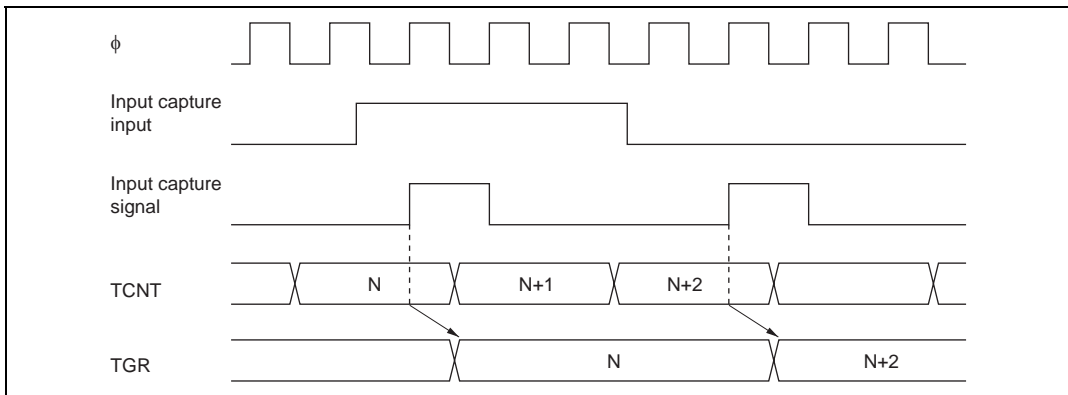 ϕ
Input capture
input
Input capture
signal
TCNT N N+1 N+2
TGR N N+2